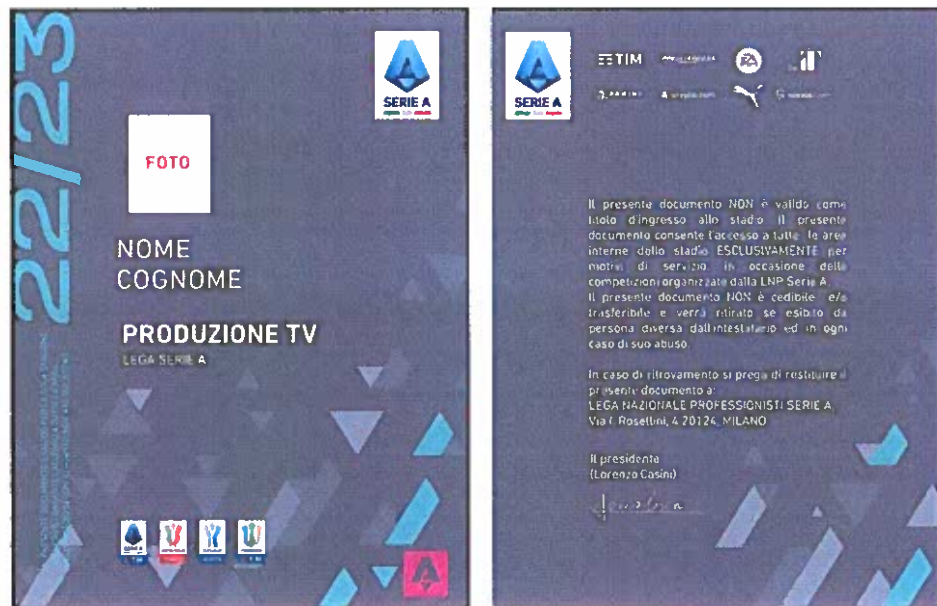 22/23
SERIE A
FOTO
NOME
COGNOME
PRODUZIONE TV
LEGA SERIE A
SERIE A
TIM
EA
PANINI
Il presente documento NON è valido come
titolo d'ingresso allo stadio. Il presente
documento consente l'accesso a tutte le aree
interne dello stadio ESCLUSIVAMENTE per
motivi di servizio, in occasione delle
competizioni organizzate dalla LNP Serie A.
Il presente documento NON è cedibile e/o
trasferibile e verrà ritirato se esibito da
persona diversa dall'intestatario ed in ogni
caso di suo abuso.
In caso di ritrovamento si prega di restituire il
presente documento a:
LEGA NAZIONALE PROFESSIONISTI SERIE A
Via I. Rosellini, 4 20124, MILANO
Il presidente
(Lorenzo Casini)